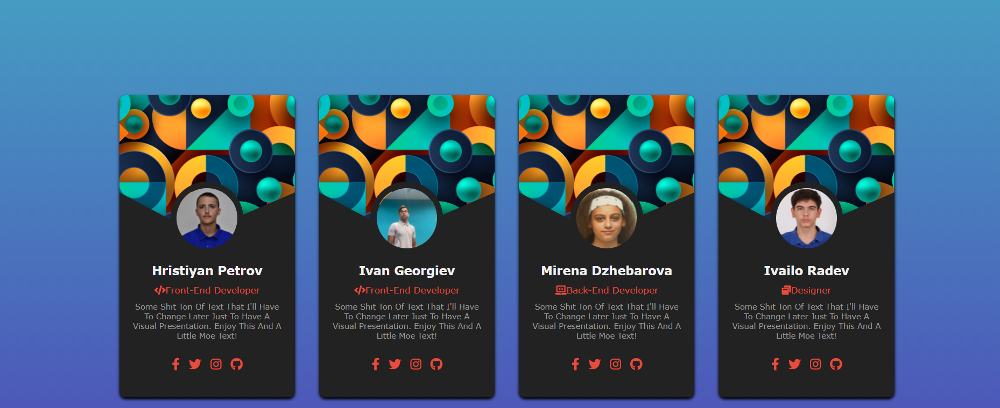 Hristiyan Petrov
Front-End Developer
Some Shit Ton Of Text That I'll Have
To Change Later Just To Have A
Visual Presentation. Enjoy This And A
Little Moe Text!
Ivan Georgiev
Front-End Developer
Some Shit Ton Of Text That I'll Have
To Change Later Just To Have A
Visual Presentation. Enjoy This And A
Little Moe Text!
Mirena Dzhebarova
Back-End Developer
Some Shit Ton Of Text That I'll Have
To Change Later Just To Have A
Visual Presentation. Enjoy This And A
Little Moe Text!
Ivailo Radev
Designer
Some Shit Ton Of Text That I'll Have
To Change Later Just To Have A
Visual Presentation. Enjoy This And A
Little Moe Text!